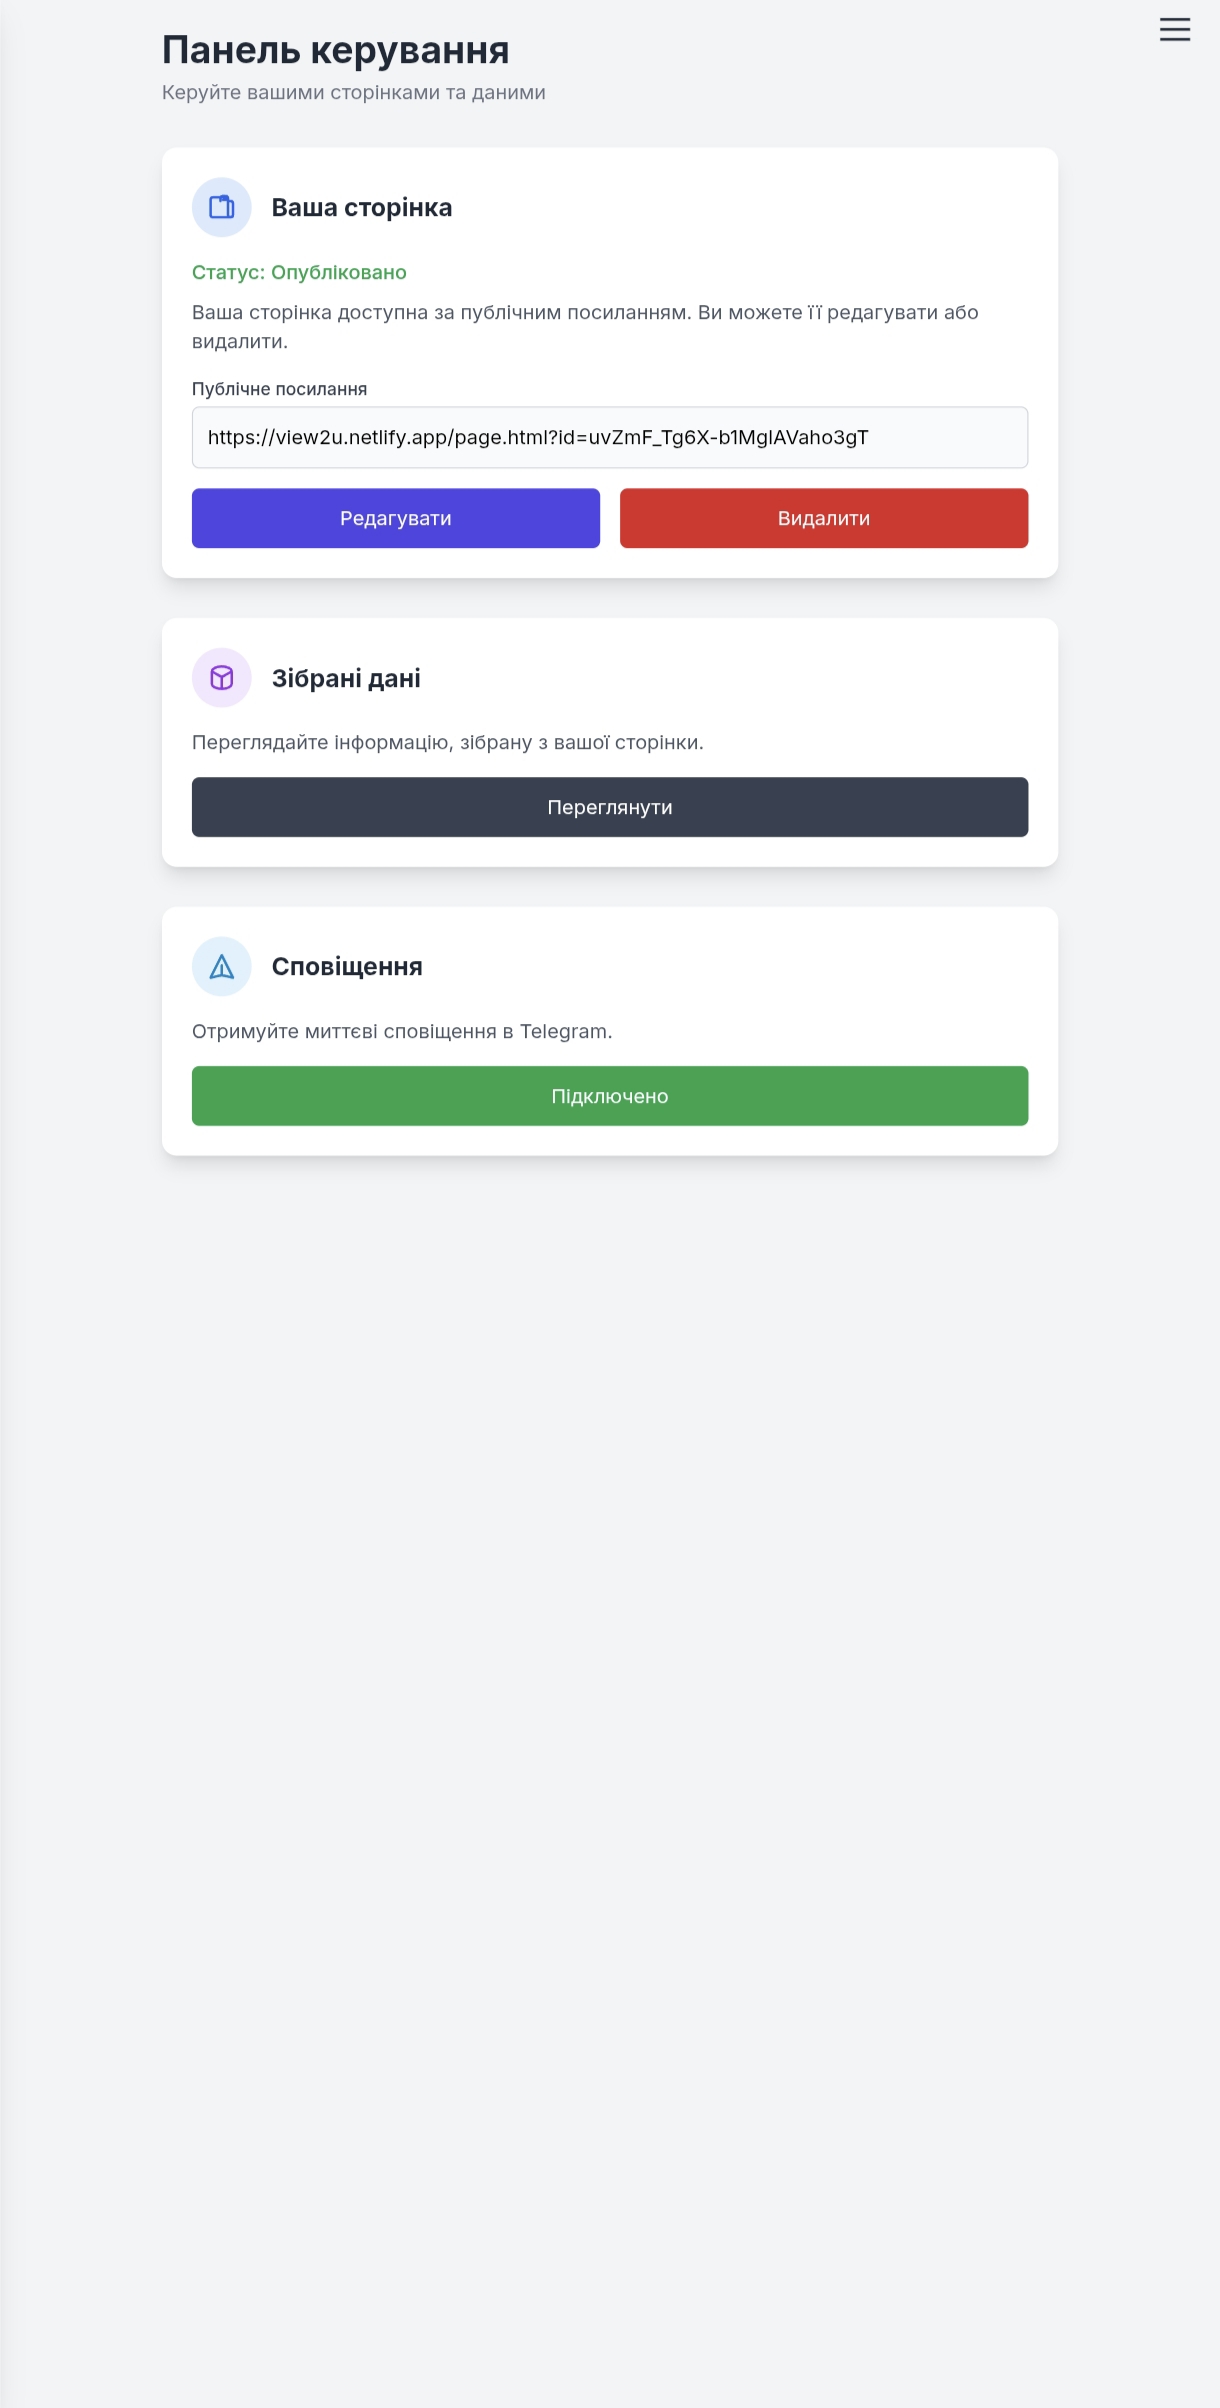 Панель керування
Керуйте вашими сторінками та даними
Ваша сторінка
Статус: Опубліковано
Ваша сторінка доступна за публічним посиланням. Ви можете її редагувати або
видалити.
Публічне посилання
https://view2u.netlify.app/page.html?id=uvZmF_Tg6X-b1MglAVaho3gT
Редагувати
Видалити
Зібрані дані
Переглядайте інформацію, зібрану з вашої сторінки.
Переглянути
Сповіщення
Отримуйте миттєві сповіщення в Telegram.
Підключено